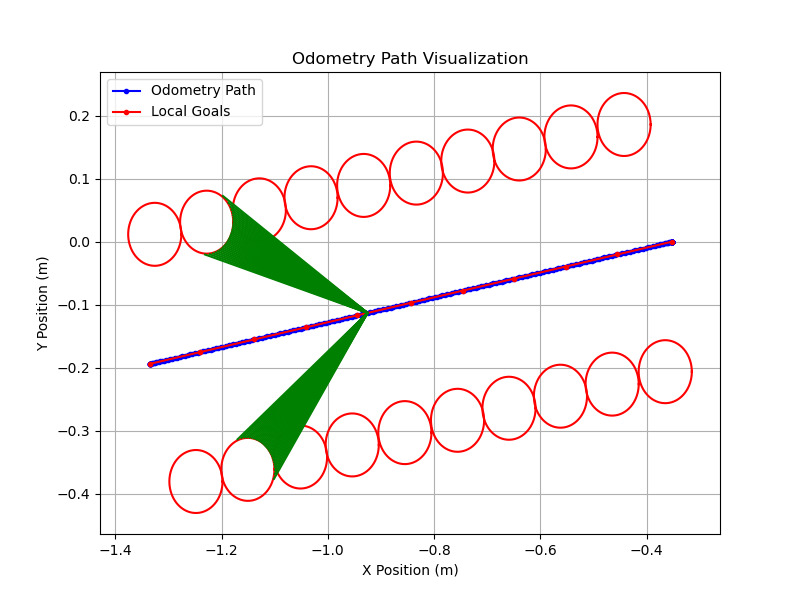 Odometry Path Visualization
Odometry Path
Local Goals
Y Position (m)
0.2
0.1
0.0
−0.1
−0.2
−0.3
−0.4
−1.4 −1.2 −1.0 −0.8 −0.6 −0.4
X Position (m)